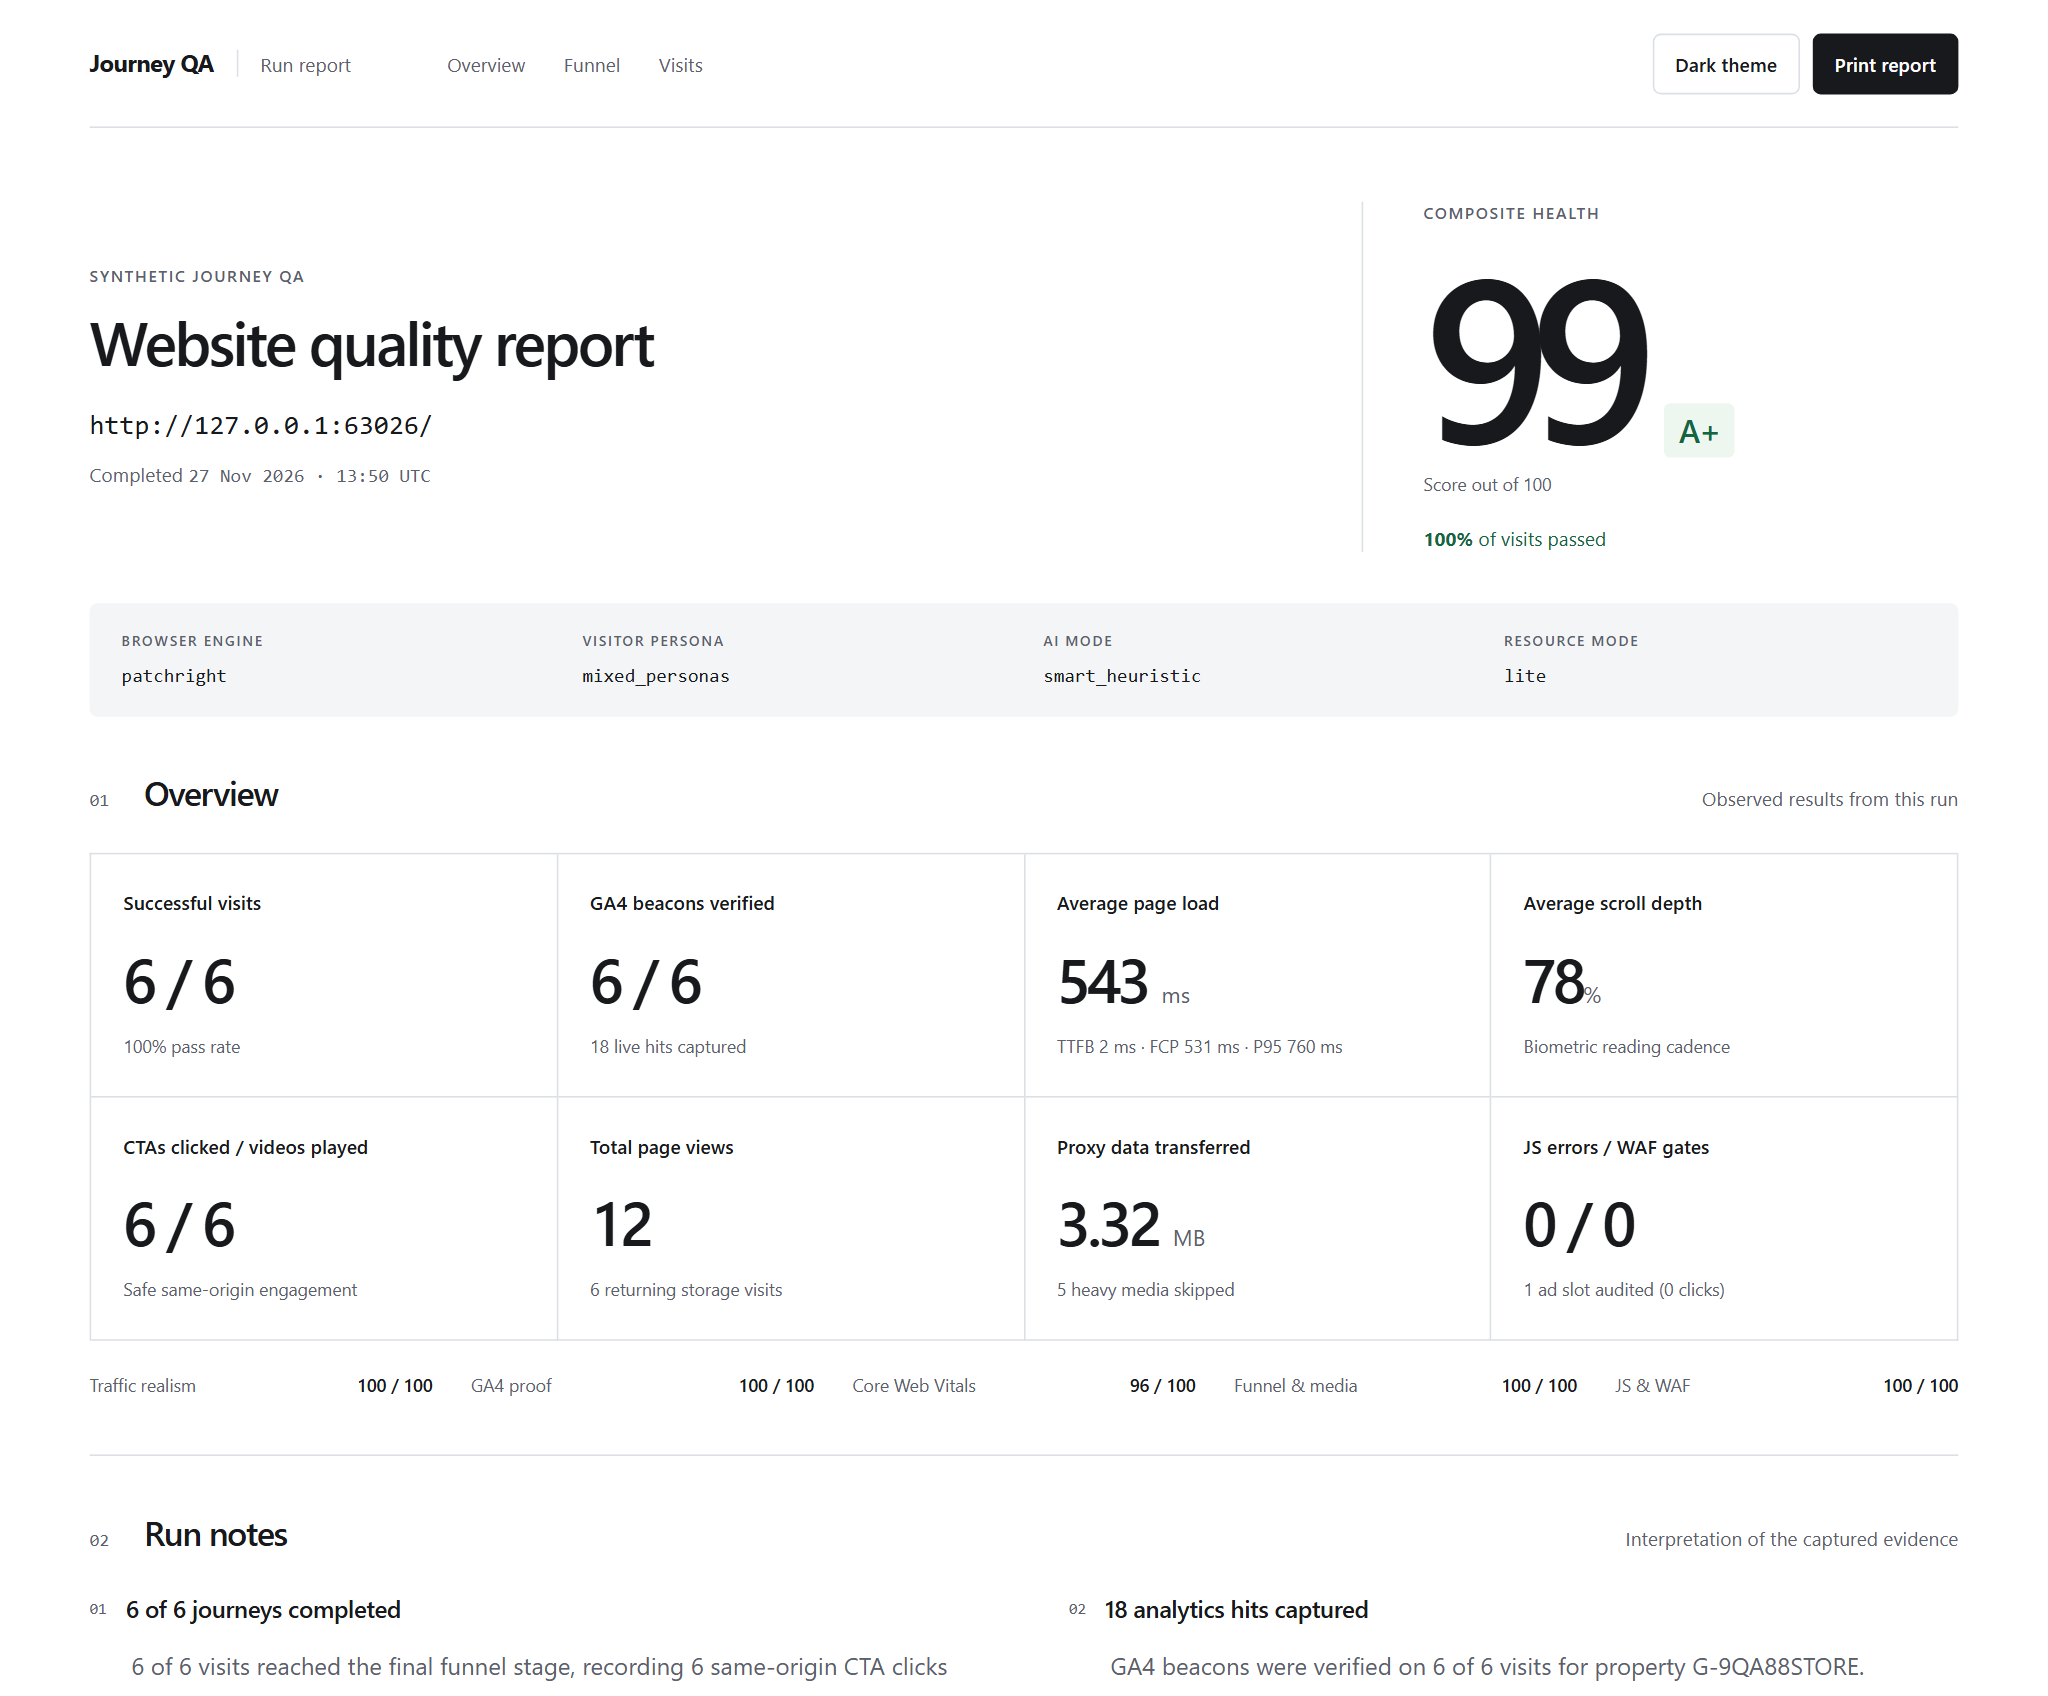 Journey QA
Run report
Overview
Funnel
Visits
Dark theme
Print report
SYNTHETIC JOURNEY QA
Website quality report
http://127.0.0.1:63026/
Completed 27 Nov 2026 · 13:50 UTC
COMPOSITE HEALTH
99
A+
Score out of 100
100% of visits passed
BROWSER ENGINE
patchright
VISITOR PERSONA
mixed_personas
AI MODE
smart_heuristic
RESOURCE MODE
lite
01 Overview
Observed results from this run
Successful visits
6 / 6
100% pass rate
GA4 beacons verified
6 / 6
18 live hits captured
Average page load
543 ms
TTFB 2 ms · FCP 531 ms · P95 760 ms
Average scroll depth
78%
Biometric reading cadence
CTAs clicked / videos played
6 / 6
Safe same-origin engagement
Total page views
12
6 returning storage visits
Proxy data transferred
3.32 MB
5 heavy media skipped
JS errors / WAF gates
0 / 0
1 ad slot audited (0 clicks)
Traffic realism 100 / 100
GA4 proof 100 / 100
Core Web Vitals 96 / 100
Funnel & media 100 / 100
JS & WAF 100 / 100
02 Run notes
Interpretation of the captured evidence
01 6 of 6 journeys completed
6 of 6 visits reached the final funnel stage, recording 6 same-origin CTA clicks
02 18 analytics hits captured
GA4 beacons were verified on 6 of 6 visits for property G-9QA88STORE.